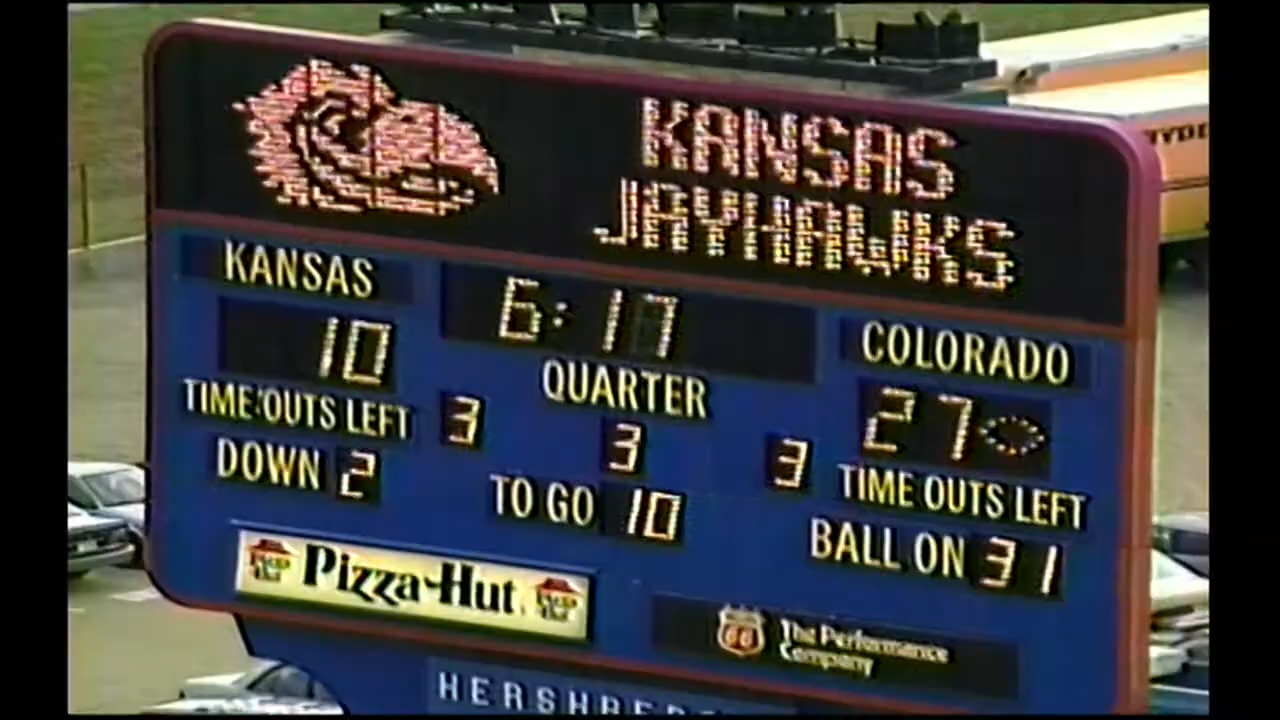 KANSAS
JAYHAWKS
KANSAS
6:17
COLORADO
10
QUARTER
27
TIME OUTS LEFT 3
3
3 TIME OUTS LEFT
DOWN 2
TO GO 10
BALL ON 31
Pizza Hut
66 The Performance
Company